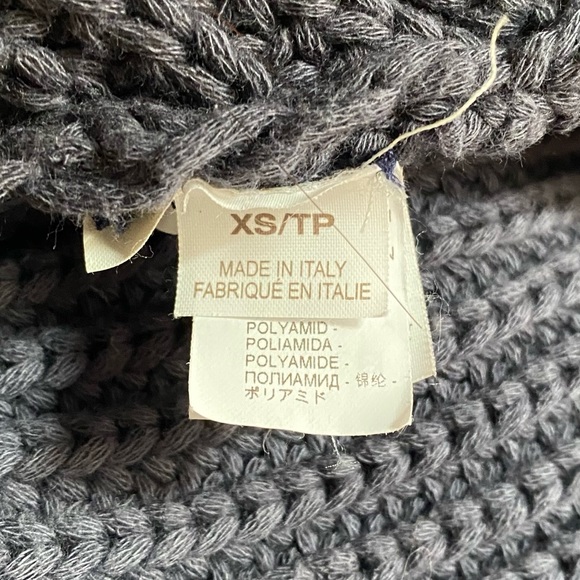 XS/TP
MADE IN ITALY
FABRIQUÉ EN ITALIE
POLYAMID -
POLIAMIDA -
POLYAMIDE -
ПОЛИАМИД - 锦纶 -
ポリアミド